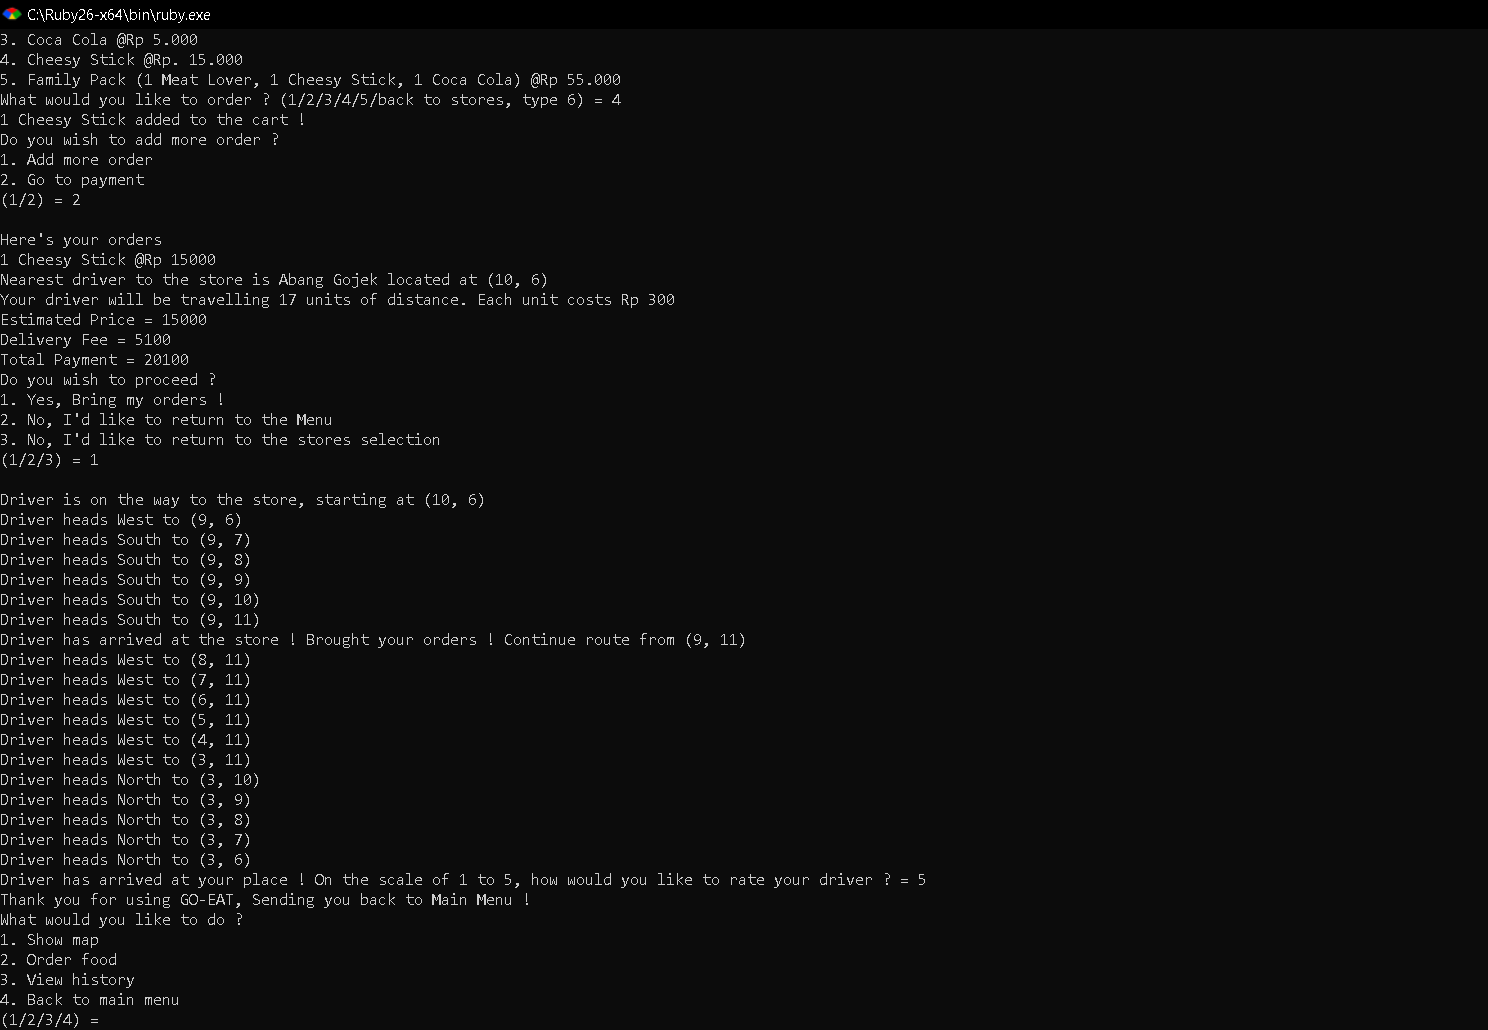 C:\Ruby26-x64\bin\ruby.exe
3. Coca Cola @Rp 5.000
4. Cheesy Stick @Rp. 15.000
5. Family Pack (1 Meat Lover, 1 Cheesy Stick, 1 Coca Cola) @Rp 55.000
What would you like to order ? (1/2/3/4/5/back to stores, type 6) = 4
1 Cheesy Stick added to the cart !
Do you wish to add more order ?
1. Add more order
2. Go to payment
(1/2) = 2
Here's your orders
1 Cheesy Stick @Rp 15000
Nearest driver to the store is Abang Gojek located at (10, 6)
Your driver will be travelling 17 units of distance. Each unit costs Rp 300
Estimated Price = 15000
Delivery Fee = 5100
Total Payment = 20100
Do you wish to proceed ?
1. Yes, Bring my orders !
2. No, I'd like to return to the Menu
3. No, I'd like to return to the stores selection
(1/2/3) = 1
Driver is on the way to the store, starting at (10, 6)
Driver heads West to (9, 6)
Driver heads South to (9, 7)
Driver heads South to (9, 8)
Driver heads South to (9, 9)
Driver heads South to (9, 10)
Driver heads South to (9, 11)
Driver has arrived at the store ! Brought your orders ! Continue route from (9, 11)
Driver heads West to (8, 11)
Driver heads West to (7, 11)
Driver heads West to (6, 11)
Driver heads West to (5, 11)
Driver heads West to (4, 11)
Driver heads West to (3, 11)
Driver heads North to (3, 10)
Driver heads North to (3, 9)
Driver heads North to (3, 8)
Driver heads North to (3, 7)
Driver heads North to (3, 6)
Driver has arrived at your place ! On the scale of 1 to 5, how would you like to rate your driver ? = 5
Thank you for using GO-EAT, Sending you back to Main Menu !
What would you like to do ?
1. Show map
2. Order food
3. View history
4. Back to main menu
(1/2/3/4) =